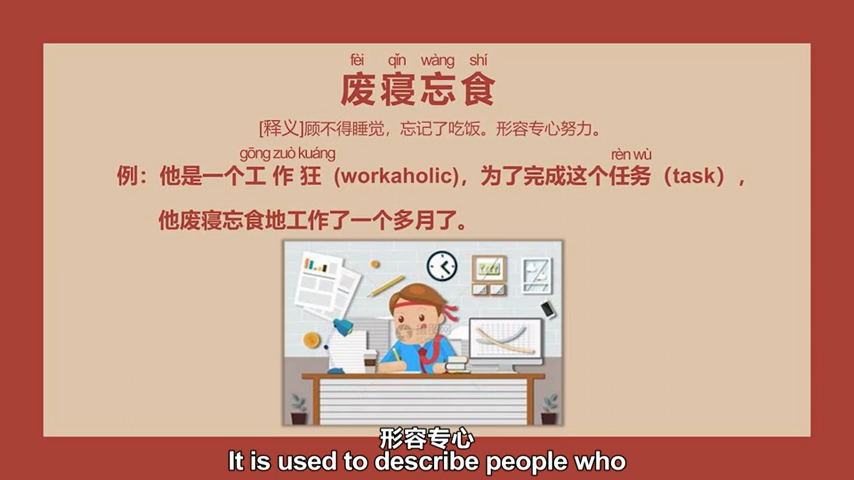 fèi qǐn wàng shí
废寝忘食
[释义]顾不得睡觉，忘记了吃饭。形容专心努力。
gōng zuò kuáng rèn wù
例：他是一个工 作 狂 (workaholic)，为了完成这个任务（task），
他废寝忘食地工作了一个多月了。
形容专心
It is used to describe people who